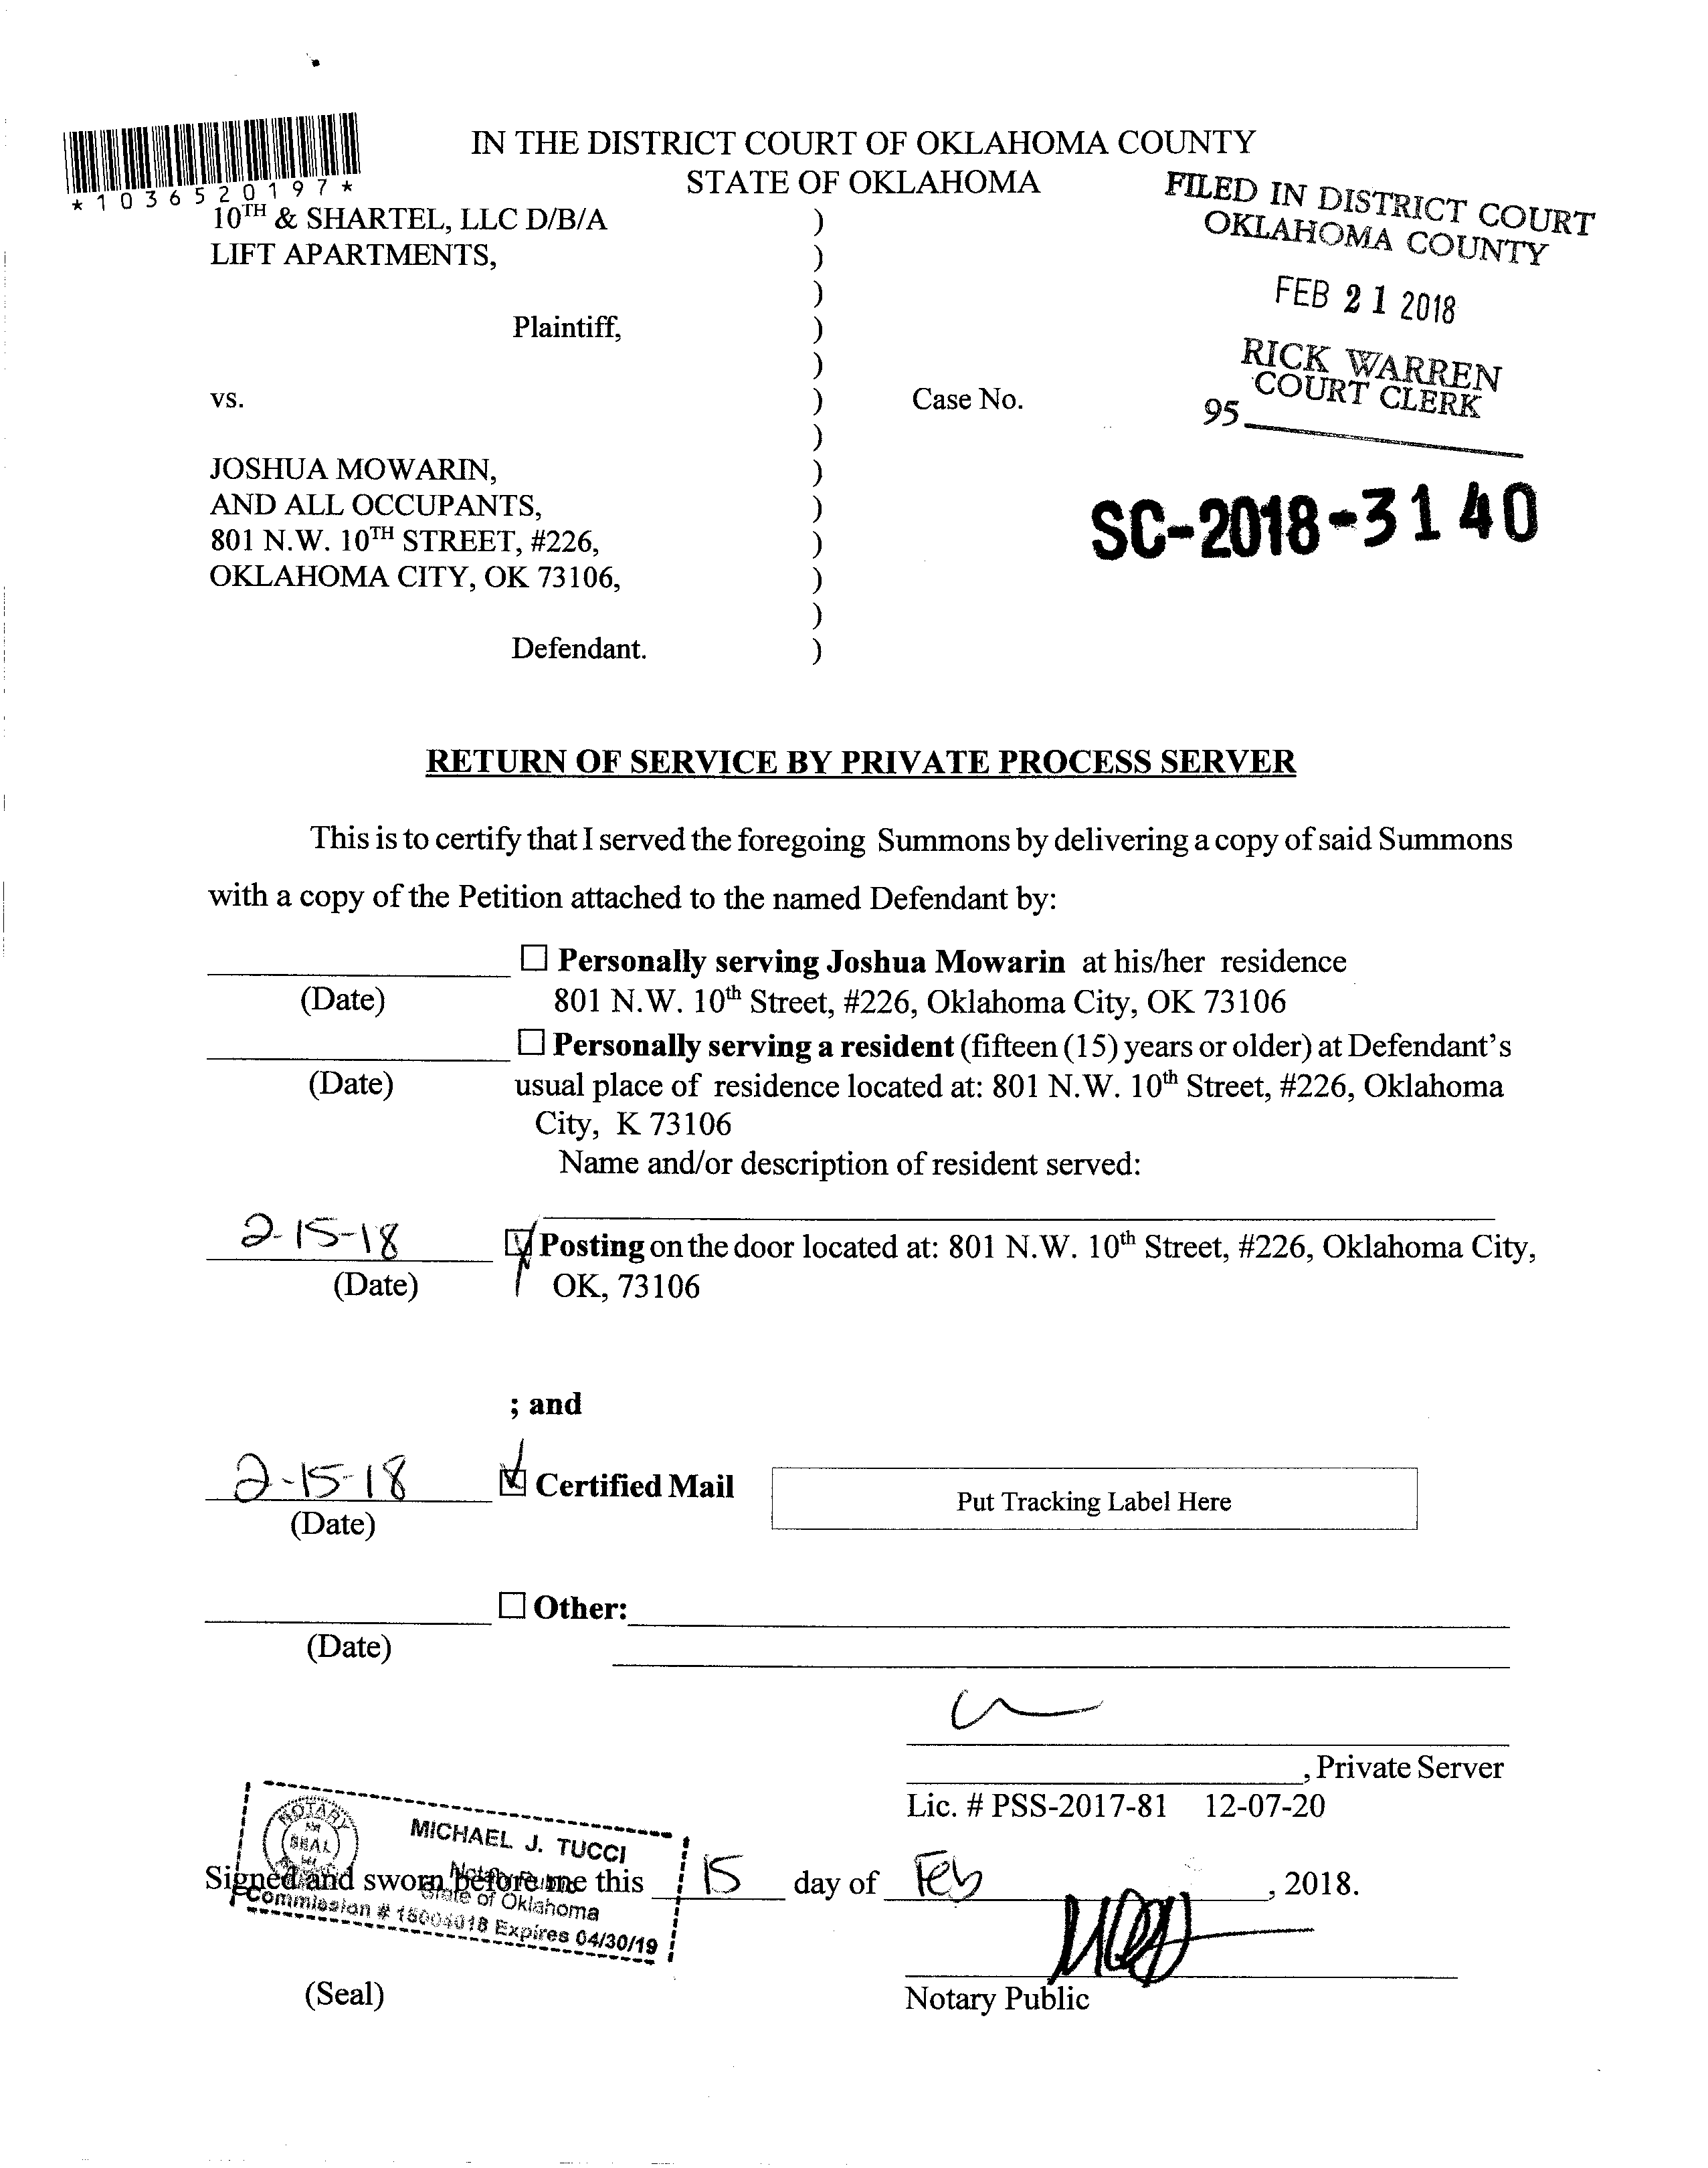 IN THE DISTRICT COURT OF OKLAHOMA COUNTY
STATE OF OKLAHOMA
*1036520197*
FILED IN DISTRICT COURT
OKLAHOMA COUNTY
FEB 21 2018
RICK WARREN
COURT CLERK
95
10TH & SHARTEL, LLC D/B/A )
LIFT APARTMENTS, )
)
Plaintiff, )
)
vs. ) Case No.
)
JOSHUA MOWARIN, )
AND ALL OCCUPANTS, )
SC-2018-3140
801 N.W. 10TH STREET, #226, )
OKLAHOMA CITY, OK 73106, )
)
Defendant. )
RETURN OF SERVICE BY PRIVATE PROCESS SERVER
This is to certify that I served the foregoing Summons by delivering a copy of said Summons
with a copy of the Petition attached to the named Defendant by:
☐ Personally serving Joshua Mowarin at his/her residence
(Date) 801 N.W. 10th Street, #226, Oklahoma City, OK 73106
☐ Personally serving a resident (fifteen (15) years or older) at Defendant's
(Date) usual place of residence located at: 801 N.W. 10th Street, #226, Oklahoma
City, K 73106
Name and/or description of resident served:
2-15-18 ☑ Posting on the door located at: 801 N.W. 10th Street, #226, Oklahoma City,
(Date) OK, 73106
; and
2-15-18 ☑ Certified Mail Put Tracking Label Here
(Date)
☐ Other:
(Date)
, Private Server
Lic. # PSS-2017-81 12-07-20
NOTARY
SEAL
MICHAEL J. TUCCI
Notary Public
State of Oklahoma
Commission # 15004018 Expires 04/30/19
Signed and sworn before me this 15 day of Feb, 2018.
(Seal) Notary Public